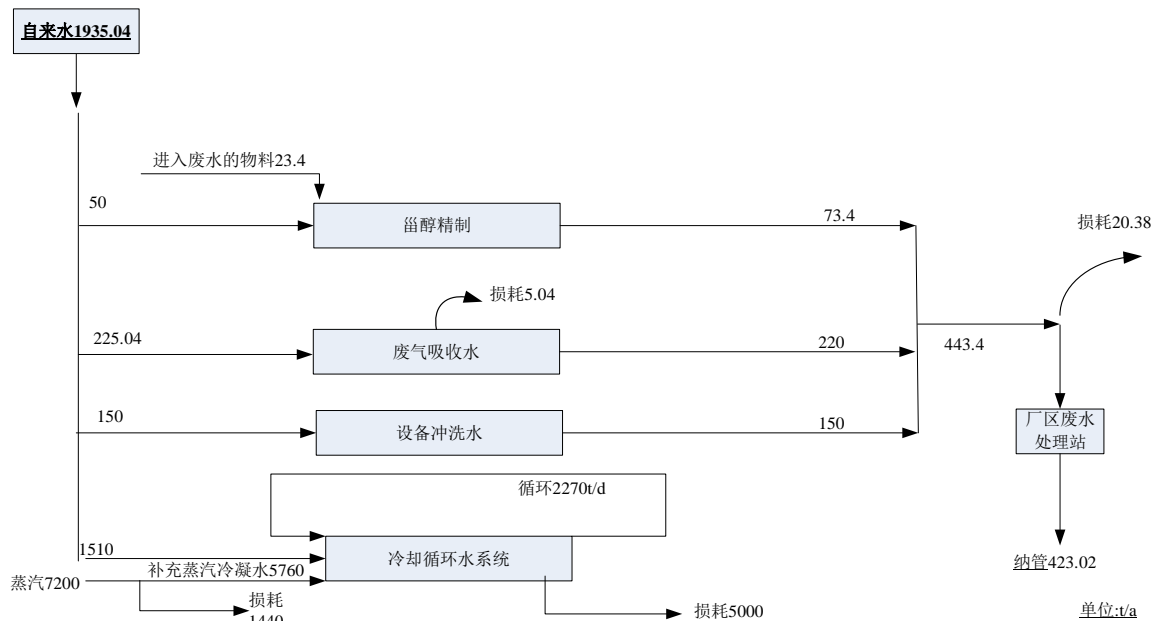 自来水1935.04
进入废水的物料23.4
50
甾醇精制
73.4
损耗20.38
损耗5.04
225.04
废气吸收水
220
443.4
150
设备冲洗水
150
厂区废水
处理站
循环2270t/d
1510
冷却循环水系统
纳管423.02
蒸汽7200
补充蒸汽冷凝水5760
损耗
1440
损耗5000
单位:t/a